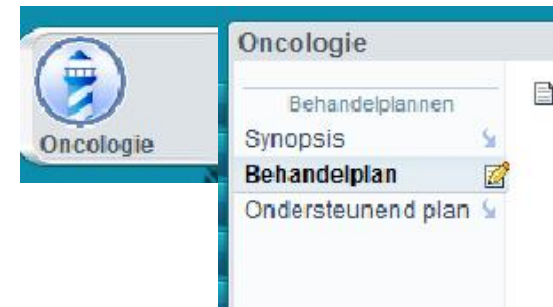 Oncologie
Oncologie
Behandelplannen
Synopsis
Behandelplan
Ondersteunend plan